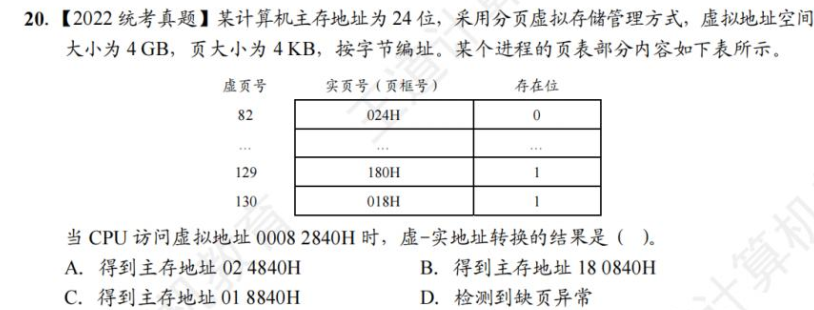 20.【2022 统考真题】某计算机主存地址为 24 位，采用分页虚拟存储管理方式，虚拟地址空间
大小为 4 GB，页大小为 4 KB，按字节编址。某个进程的页表部分内容如下表所示。
虚页号 实页号（页框号） 存在位
82 024H 0
… … …
129 180H 1
130 018H 1
当 CPU 访问虚拟地址 0008 2840H 时，虚-实地址转换的结果是（ ）。
A. 得到主存地址 02 4840H B. 得到主存地址 18 0840H
C. 得到主存地址 01 8840H D. 检测到缺页异常